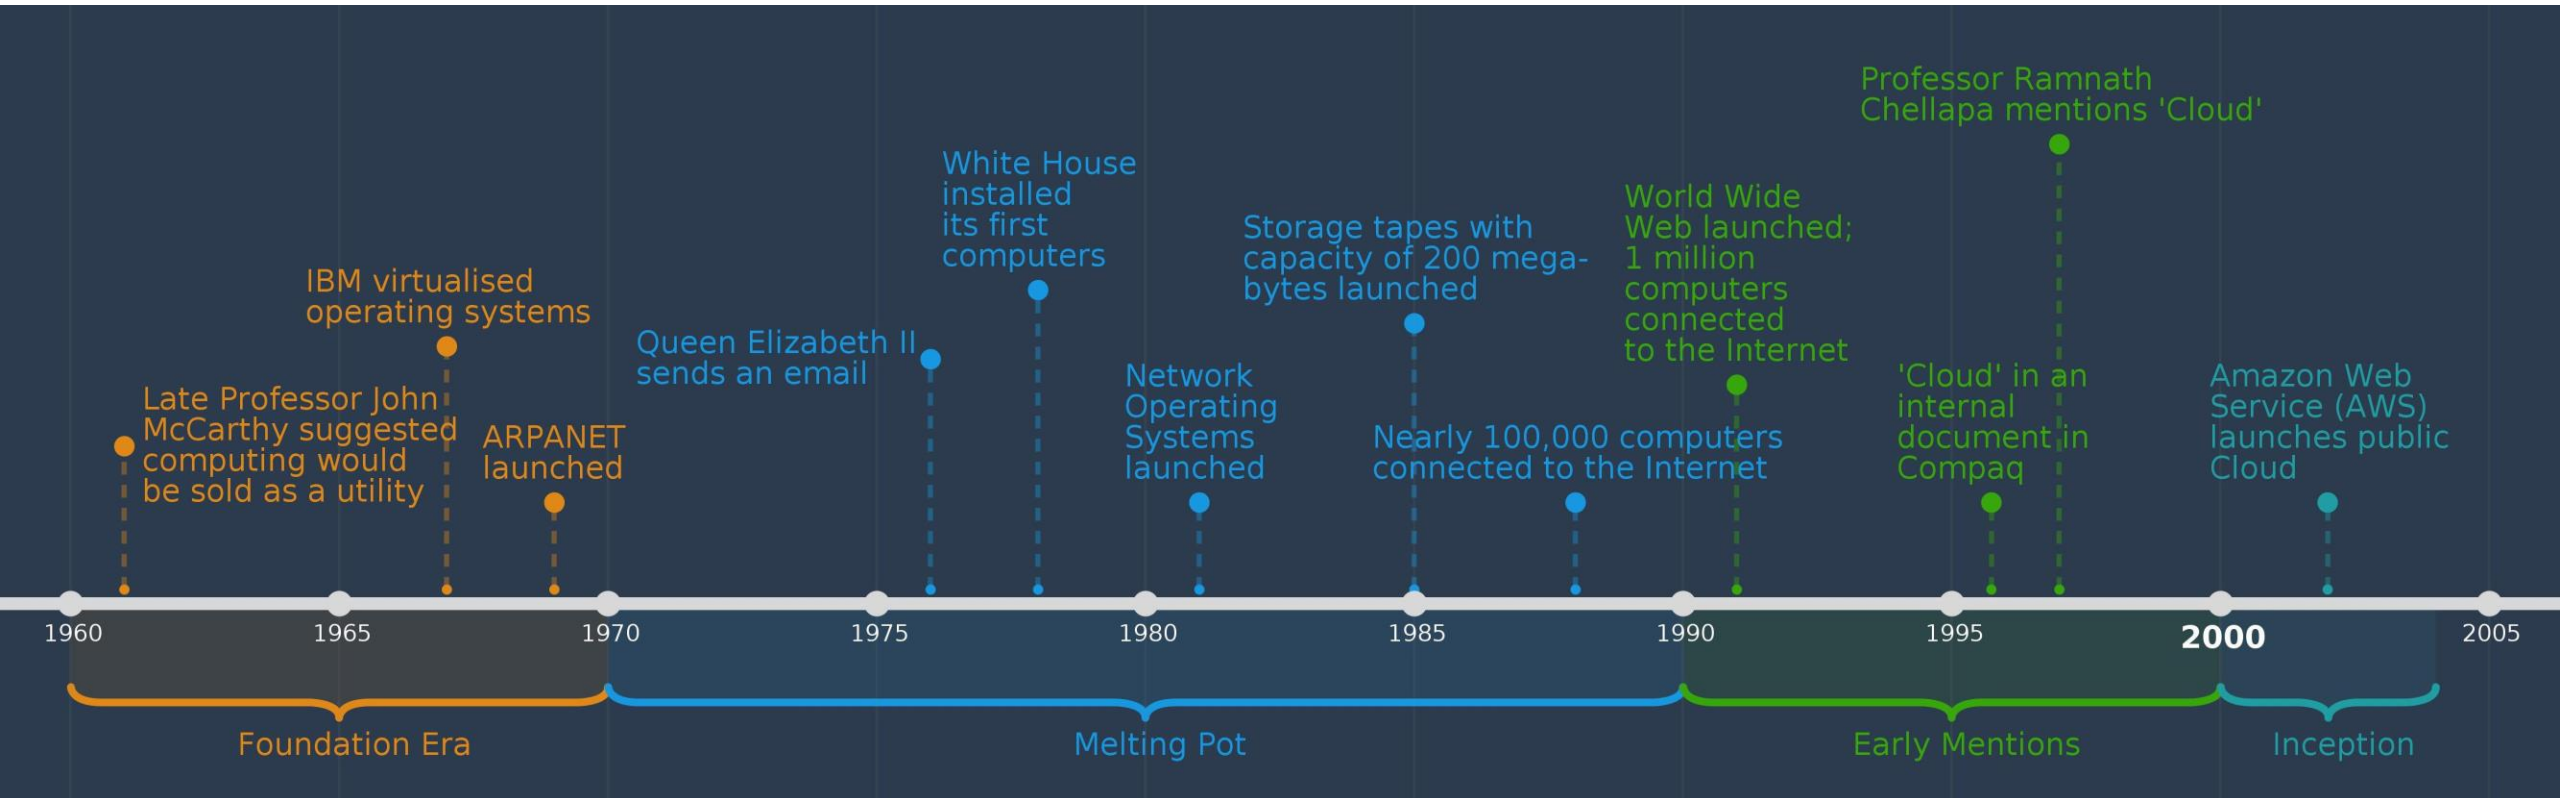 Professor Ramnath
Chellapa mentions 'Cloud'
White House
installed
its first
computers
World Wide
Web launched;
1 million
computers
connected
to the Internet
Storage tapes with
capacity of 200 mega-
bytes launched
IBM virtualised
operating systems
Queen Elizabeth II
sends an email
Network
Operating
Systems
launched
'Cloud' in an
internal
document in
Compaq
Amazon Web
Service (AWS)
launches public
Cloud
Late Professor John
McCarthy suggested
computing would
be sold as a utility
ARPANET
launched
Nearly 100,000 computers
connected to the Internet
1960 1965 1970 1975 1980 1985 1990 1995 2000 2005
Foundation Era Melting Pot Early Mentions Inception